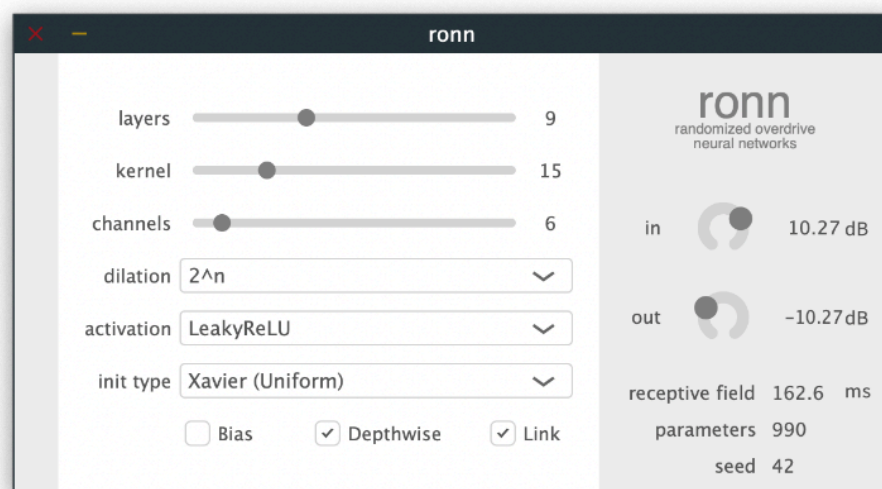 ronn
layers 9
kernel 15
channels 6
dilation 2^n
activation LeakyReLU
init type Xavier (Uniform)
Bias Depthwise Link
ronn
randomized overdrive
neural networks
in 10.27 dB
out -10.27dB
receptive field 162.6 ms
parameters 990
seed 42